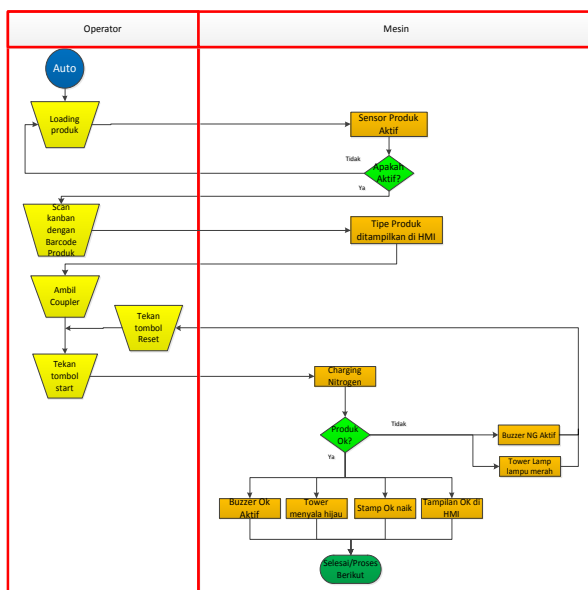 Operator
Mesin
Auto
Loading
produk
Sensor Produk
Aktif
Tidak
Apakah
Aktif?
Ya
Scan
kanban
dengan
Barcode
Produk
Tipe Produk
ditampilkan di HMI
Ambil
Coupler
Tekan
tombol
Reset
Tekan
tombol
start
Charging
Nitrogen
Produk
Ok?
Tidak
Buzzer NG Aktif
Tower Lamp
lampu merah
Ya
Buzzer Ok
Aktif
Tower
menyala hijau
Stamp Ok naik
Tampilan OK di
HMI
Selesai/Proses
Berikut